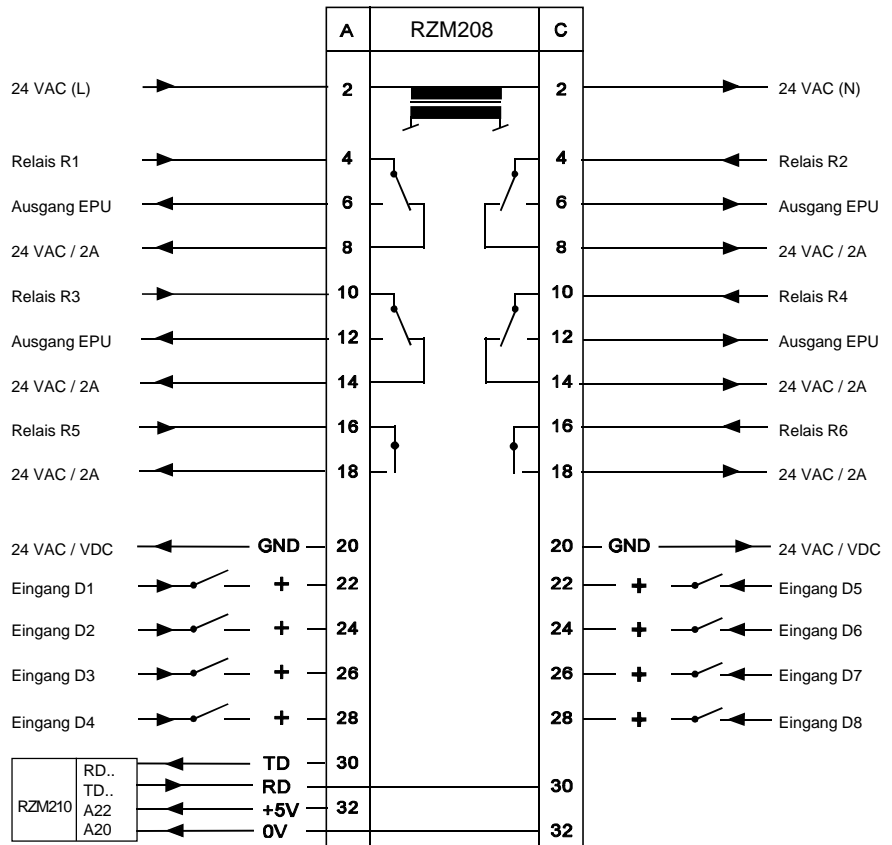 A RZM208 C
24 VAC (L) 2 2 24 VAC (N)
Relais R1 4 4 Relais R2
Ausgang EPU 6 6 Ausgang EPU
24 VAC / 2A 8 8 24 VAC / 2A
Relais R3 10 10 Relais R4
Ausgang EPU 12 12 Ausgang EPU
24 VAC / 2A 14 14 24 VAC / 2A
Relais R5 16 16 Relais R6
24 VAC / 2A 18 18 24 VAC / 2A
24 VAC / VDC GND 20 20 GND 24 VAC / VDC
Eingang D1 + 22 22 + Eingang D5
Eingang D2 + 24 24 + Eingang D6
Eingang D3 + 26 26 + Eingang D7
Eingang D4 + 28 28 + Eingang D8
RD.. TD 30
TD.. RD 30
RZM210 A22 +5V 32
A20 0V 32